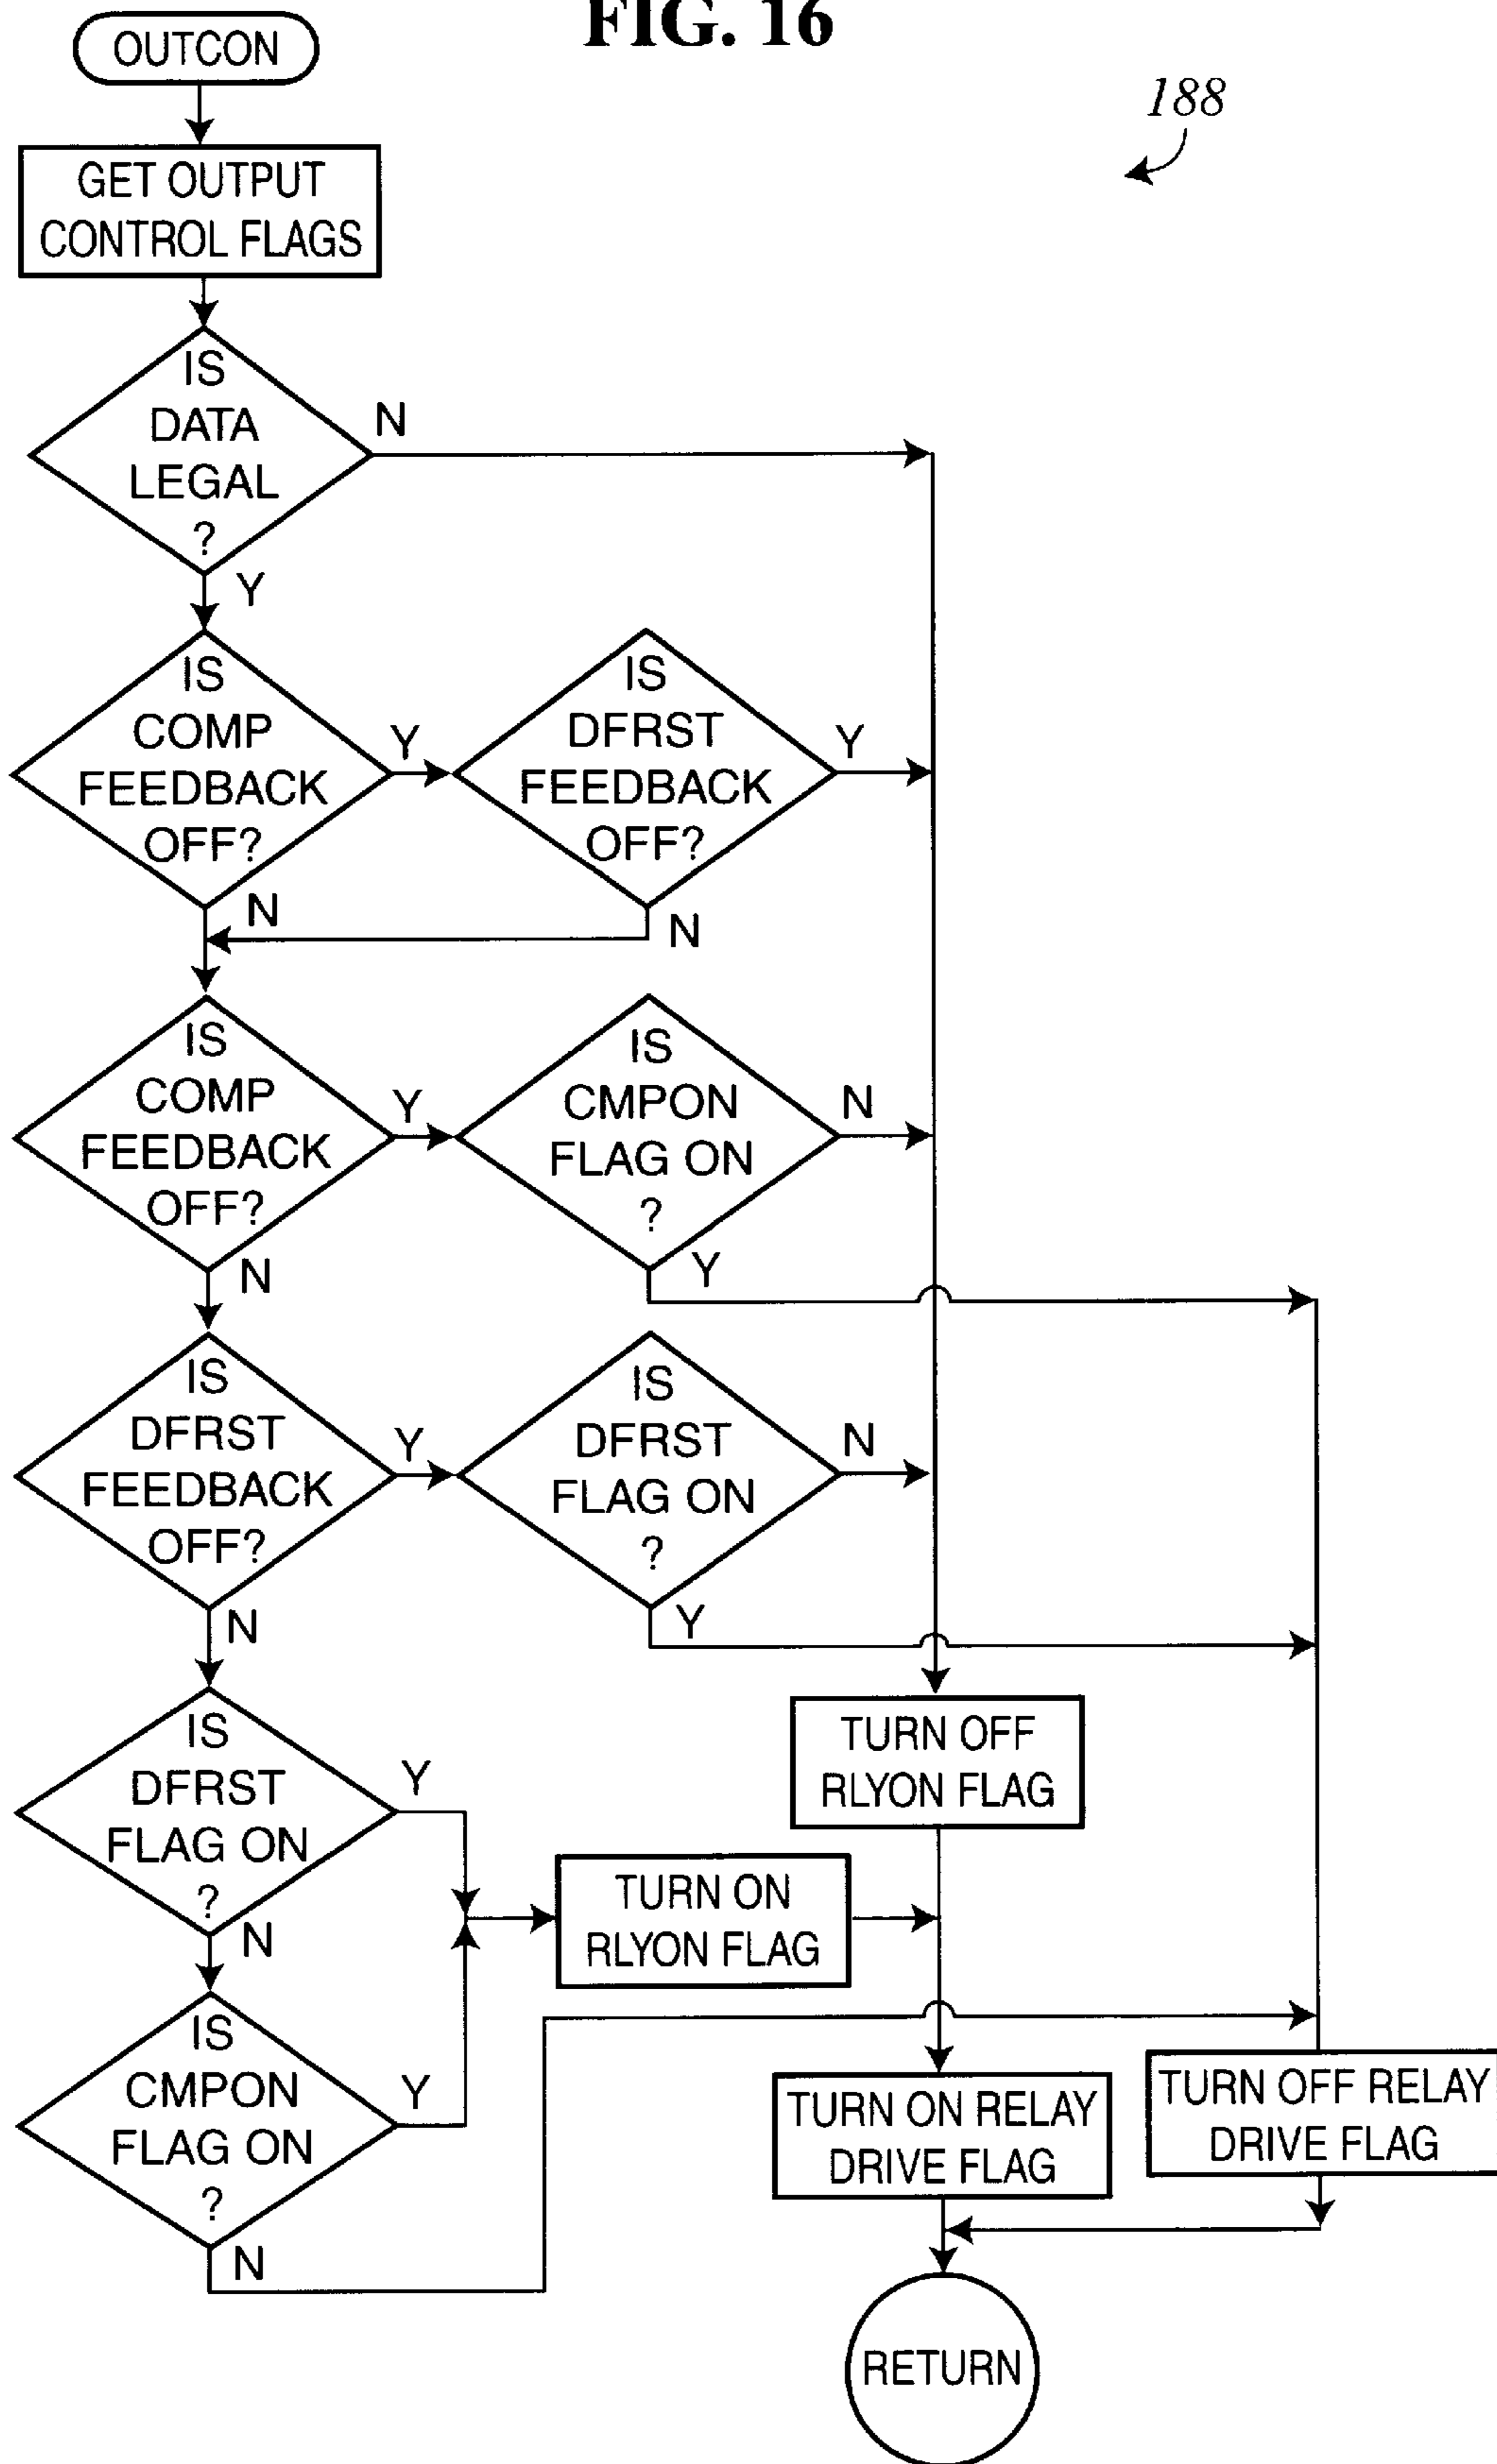 FIG. 16
OUTCON
188
GET OUTPUT
CONTROL FLAGS
IS
DATA
LEGAL
?
N
Y
IS
COMP
FEEDBACK
OFF?
Y
N
IS
DFRST
FEEDBACK
OFF?
Y
N
IS
COMP
FEEDBACK
OFF?
Y
N
IS
CMPON
FLAG ON
?
N
Y
IS
DFRST
FEEDBACK
OFF?
Y
N
IS
DFRST
FLAG ON
?
N
Y
IS
DFRST
FLAG ON
?
Y
N
TURN OFF
RLYON FLAG
TURN ON
RLYON FLAG
IS
CMPON
FLAG ON
?
Y
N
TURN ON RELAY
DRIVE FLAG
TURN OFF RELAY
DRIVE FLAG
RETURN